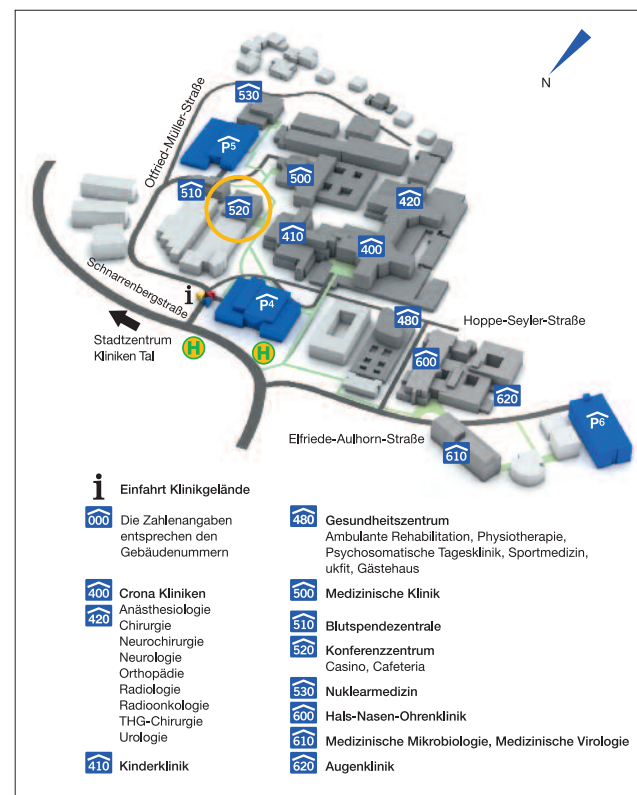 N
530
Otfried-Müller-Straße
P5
500
510
520
420
410
400
Schnarrenbergstraße
i
P4
480
Hoppe-Seyler-Straße
Stadtzentrum
Kliniken Tal
H
H
600
620
P6
Elfriede-Aulhorn-Straße
610
i Einfahrt Klinikgelände
000 Die Zahlenangaben
entsprechen den
Gebäudenummern
400 Crona Kliniken
420 Anästhesiologie
Chirurgie
Neurochirurgie
Neurologie
Orthopädie
Radiologie
Radioonkologie
THG-Chirurgie
Urologie
410 Kinderklinik
480 Gesundheitszentrum
Ambulante Rehabilitation, Physiotherapie,
Psychosomatische Tagesklinik, Sportmedizin,
ukfit, Gästehaus
500 Medizinische Klinik
510 Blutspendezentrale
520 Konferenzzentrum
Casino, Cafeteria
530 Nuklearmedizin
600 Hals-Nasen-Ohrenklinik
610 Medizinische Mikrobiologie, Medizinische Virologie
620 Augenklinik